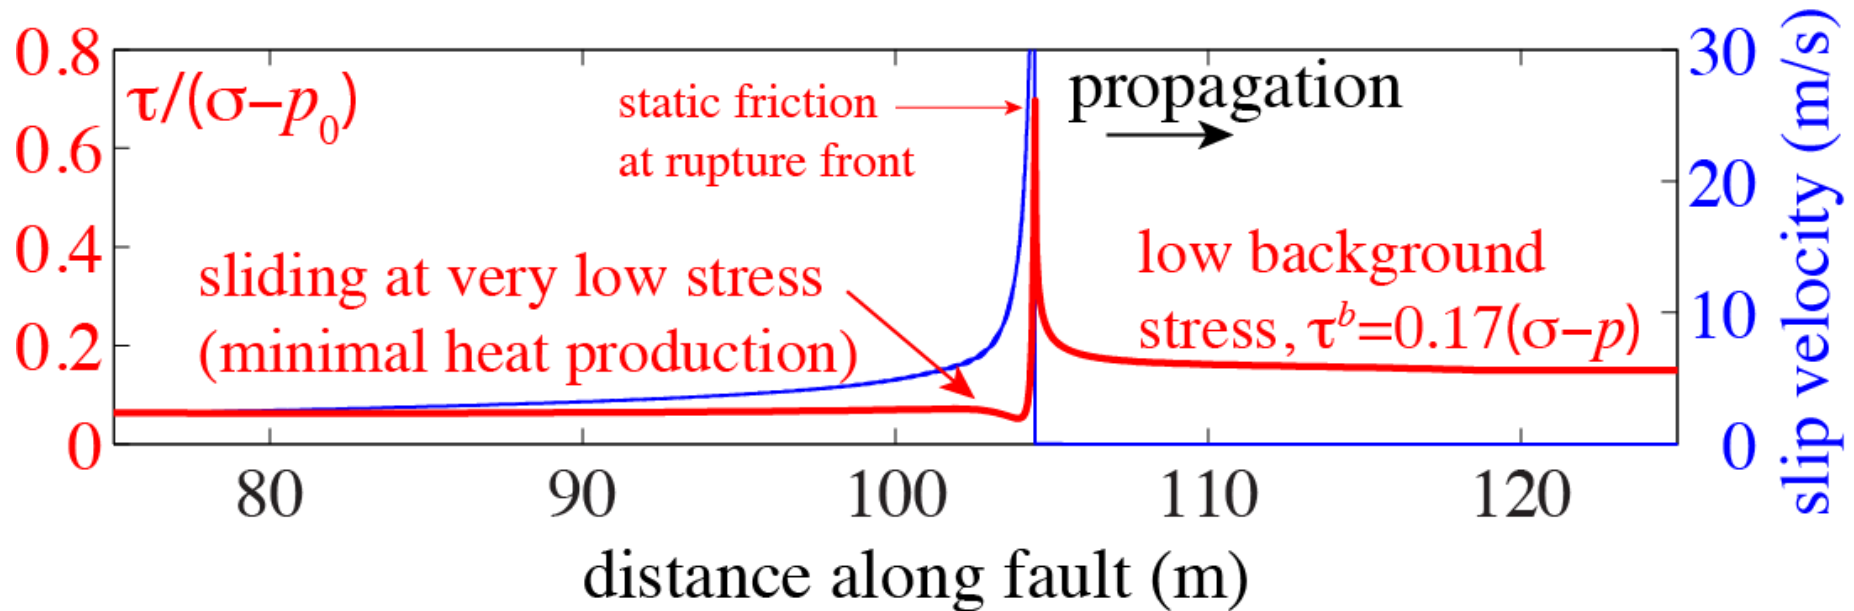 0.8
0.6
0.4
0.2
0
τ/(σ−p₀)
static friction
at rupture front
propagation
sliding at very low stress
(minimal heat production)
low background
stress, τᵇ=0.17(σ−p)
30
20
10
0
slip velocity (m/s)
80 90 100 110 120
distance along fault (m)